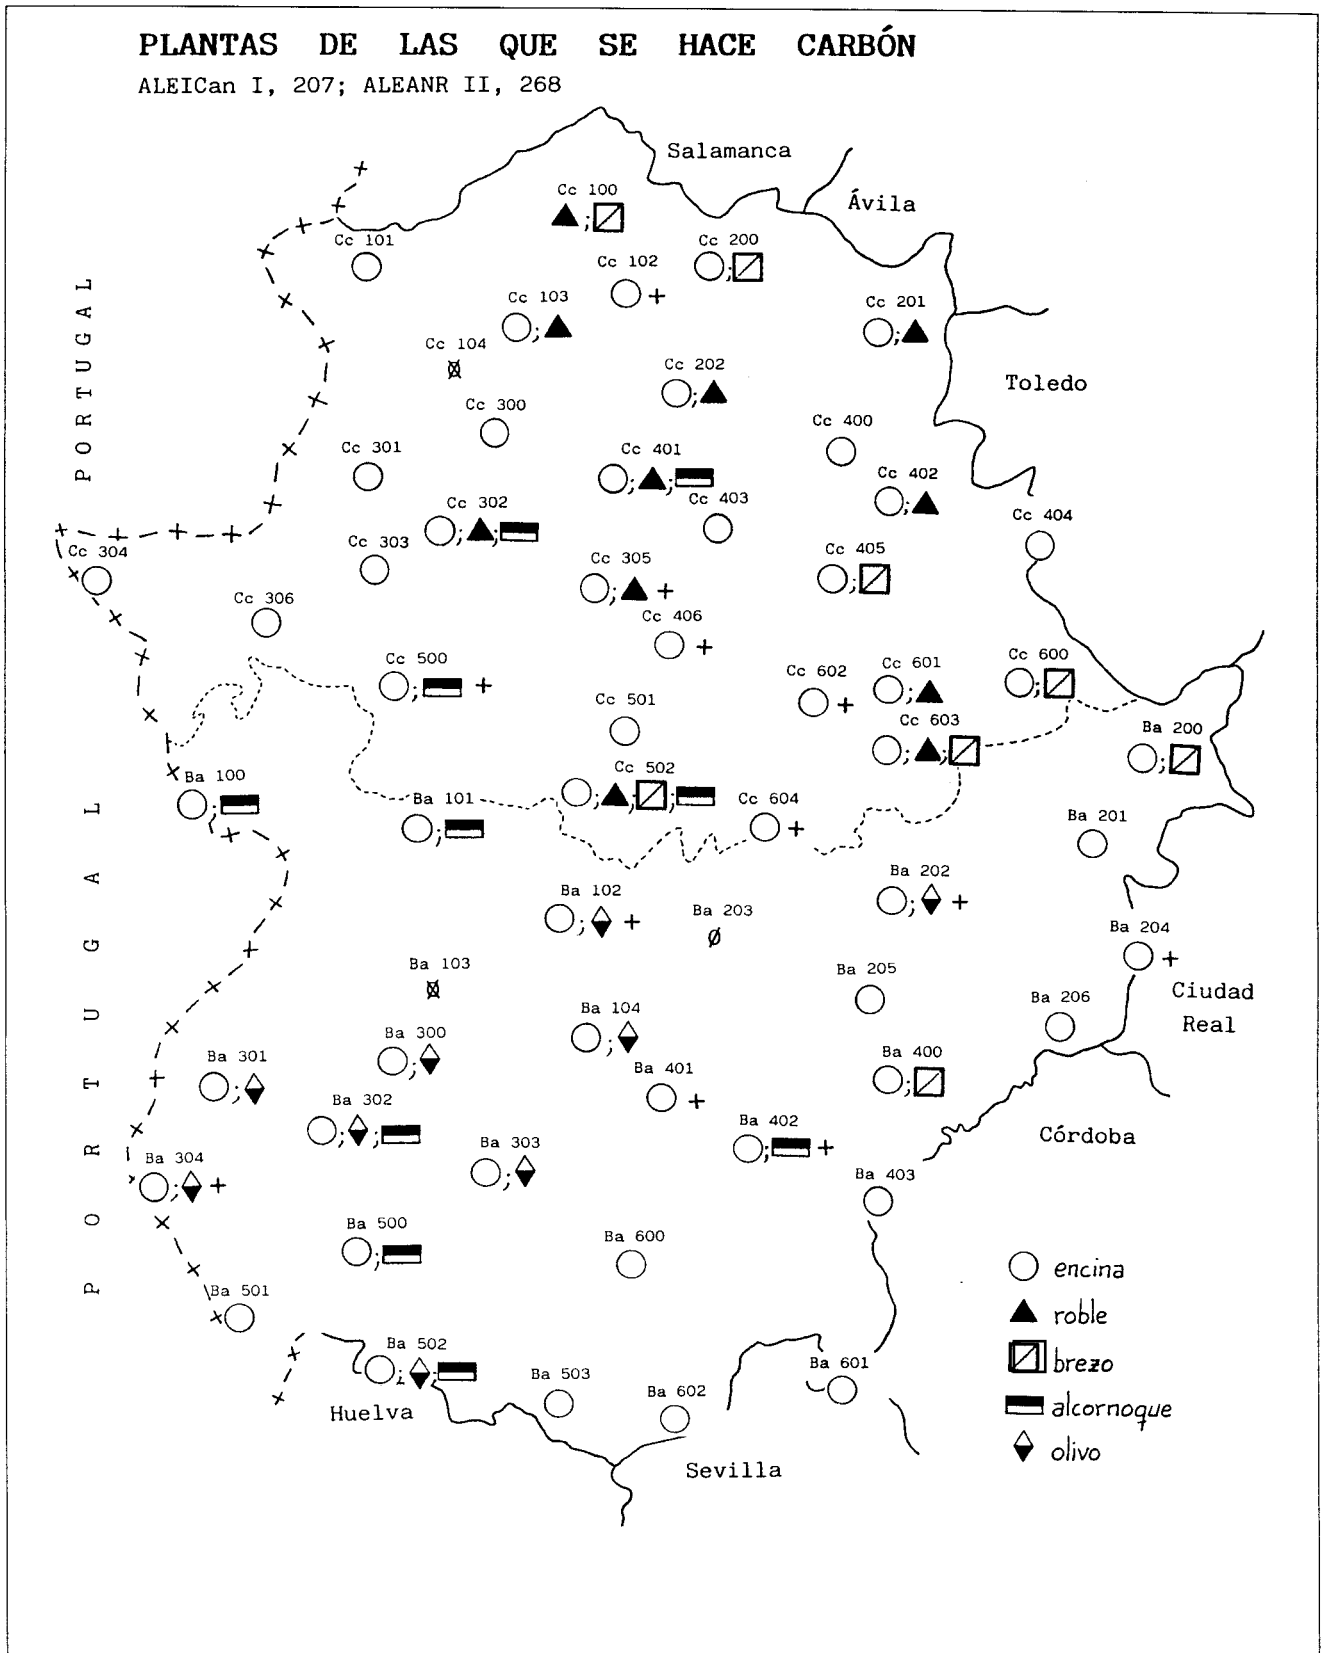 PLANTAS DE LAS QUE SE HACE CARBÓN
ALEICan I, 207; ALEANR II, 268
Salamanca
Cc 100
Ávila
Cc 101
Cc 200
Cc 102
Cc 103
Cc 201
PORTUGAL
Cc 104
Cc 202
Toledo
Cc 300
Cc 400
Cc 301
Cc 401
Cc 402
Cc 302
Cc 403
Cc 404
Cc 303
Cc 304
Cc 305
Cc 405
Cc 306
Cc 406
Cc 500
Cc 602
Cc 601
Cc 600
Cc 501
Cc 603
Ba 200
Ba 100
Cc 502
Ba 101
Cc 604
Ba 201
PORTUGAL
Ba 102
Ba 203
Ba 202
Ba 204
Ba 103
Ba 205
Ciudad
Real
Ba 104
Ba 206
Ba 300
Ba 301
Ba 401
Ba 400
Ba 302
Ba 402
Córdoba
Ba 303
Ba 304
Ba 403
Ba 500
Ba 600
encina
Ba 501
roble
Ba 502
Ba 503
Ba 602
Ba 601
brezo
Huelva
alcornoque
olivo
Sevilla